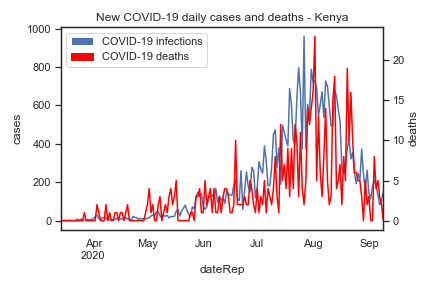 New COVID-19 daily cases and deaths - Kenya
COVID-19 infections
COVID-19 deaths
1000
800
600
400
200
0
cases
20
15
10
5
0
deaths
Apr
2020
May
Jun
Jul
Aug
Sep
dateRep